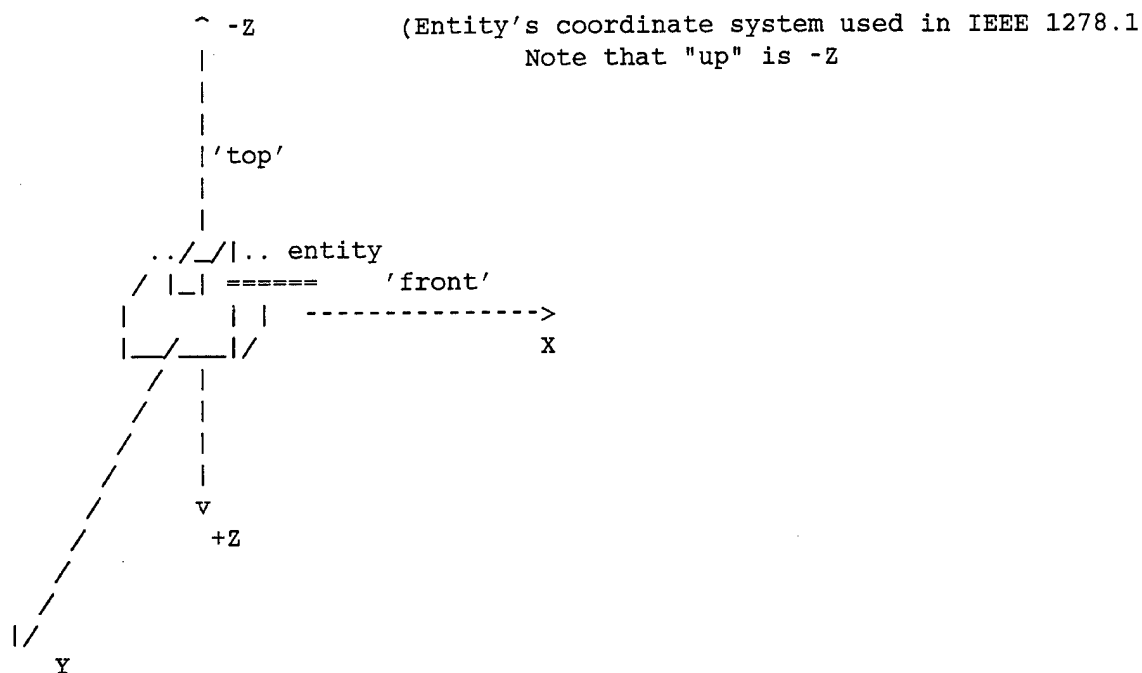 -Z (Entity's coordinate system used in IEEE 1278.1
Note that "up" is -Z
'top'
entity
'front'
X
+Z
Y